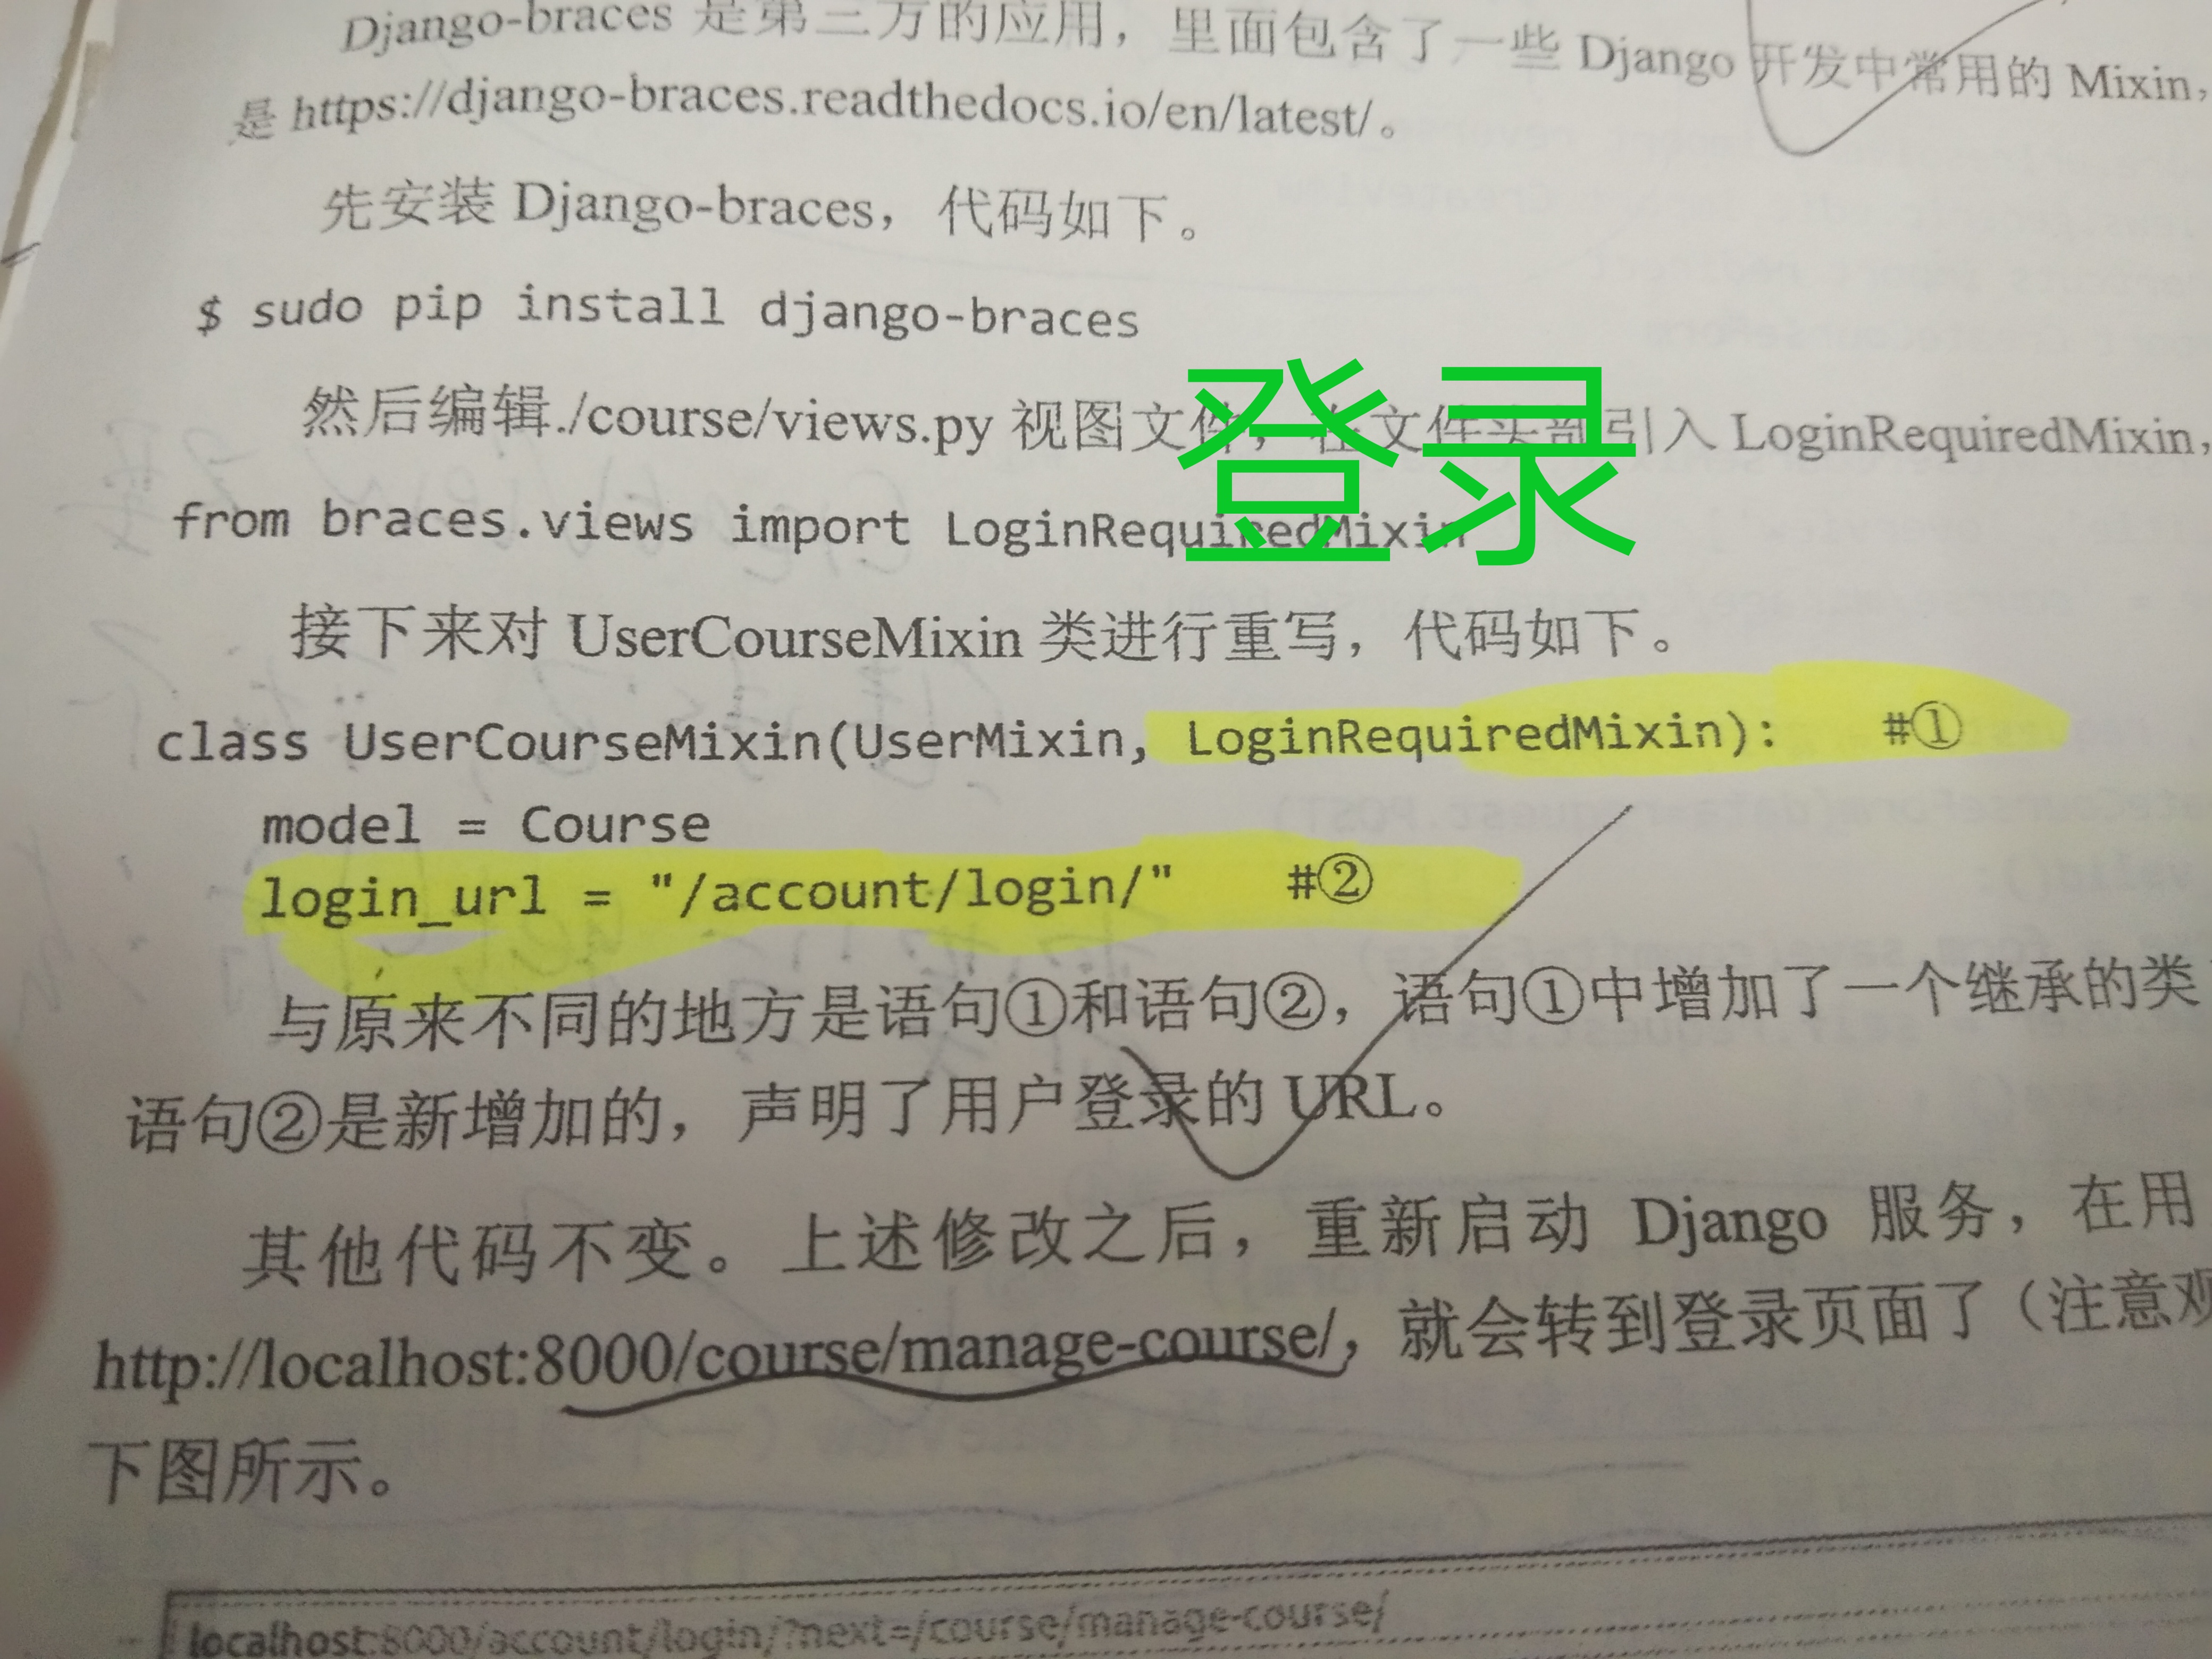 Django-braces 是第三方的应用，里面包含了一些 Django 开发中常用的 Mixin，
是 https://django-braces.readthedocs.io/en/latest/。
先安装 Django-braces，代码如下。
$ sudo pip install django-braces
登录
然后编辑./course/views.py 视图文件，在文件头部引入 LoginRequiredMixin，
from braces.views import LoginRequiredMixin
接下来对 UserCourseMixin 类进行重写，代码如下。
class UserCourseMixin(UserMixin, LoginRequiredMixin): #①
model = Course
login_url = "/account/login/" #②
与原来不同的地方是语句①和语句②，语句①中增加了一个继承的类
语句②是新增加的，声明了用户登录的 URL。
其他代码不变。上述修改之后，重新启动 Django 服务，在用
http://localhost:8000/course/manage-course/，就会转到登录页面了（注意观
下图所示。
localhost:8000/account/login/?next=/course/manage-course/